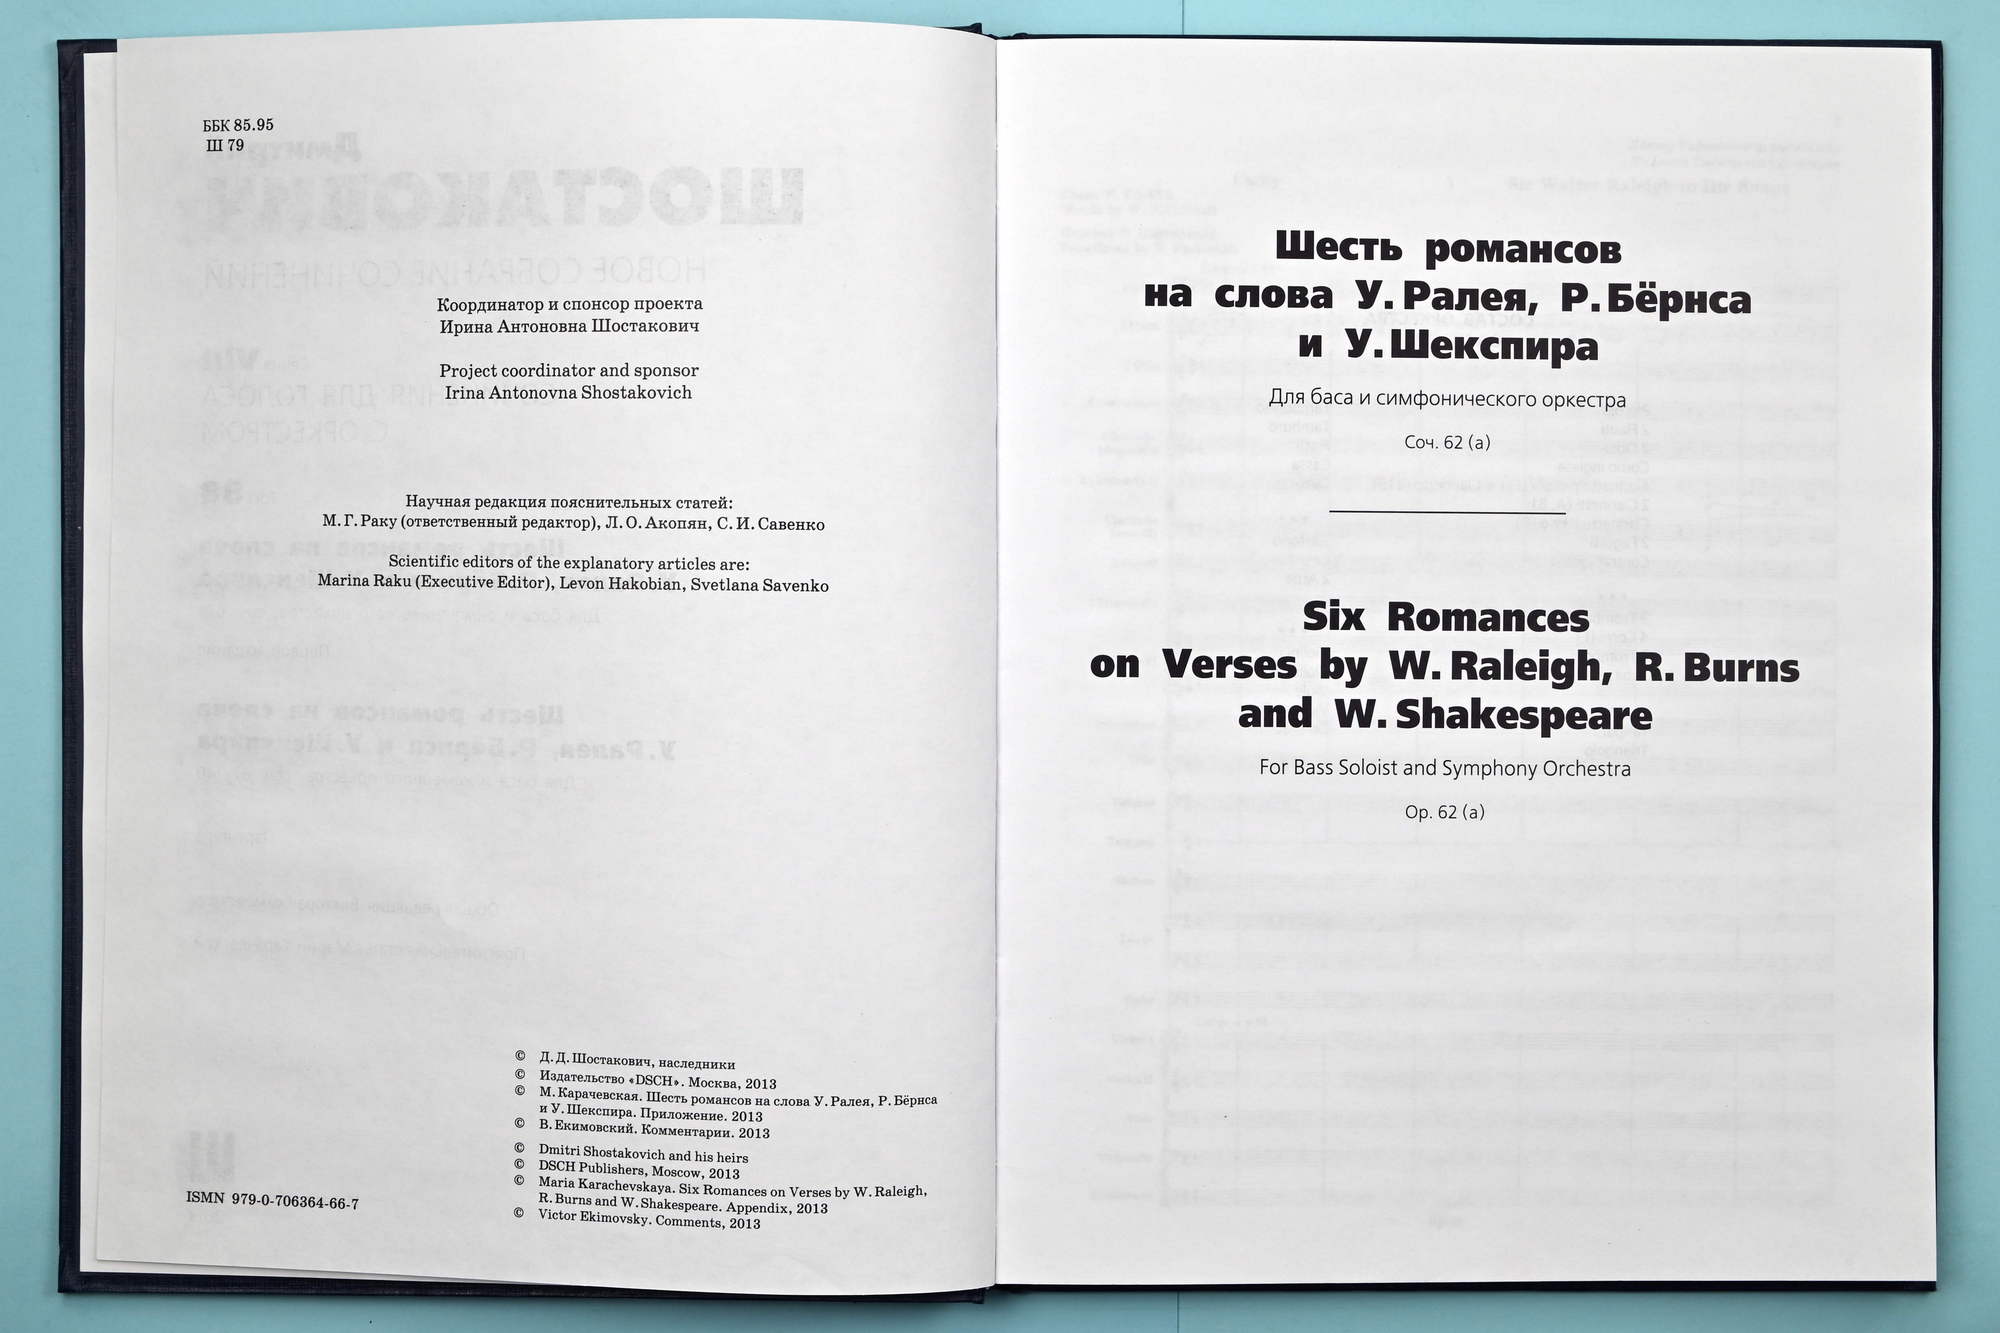 ББК 85.95
Ш 79
Координатор и спонсор проекта
Ирина Антоновна Шостакович
Project coordinator and sponsor
Irina Antonovna Shostakovich
Научная редакция пояснительных статей:
М. Г. Раку (ответственный редактор), Л. О. Акопян, С. И. Савенко
Scientific editors of the explanatory articles are:
Marina Raku (Executive Editor), Levon Hakobian, Svetlana Savenko
© Д. Д. Шостакович, наследники
© Издательство «DSCH». Москва, 2013
© М. Карачевская. Шесть романсов на слова У. Ралея, Р. Бёрнса
и У. Шекспира. Приложение. 2013
© В. Екимовский. Комментарии. 2013
© Dmitri Shostakovich and his heirs
© DSCH Publishers, Moscow, 2013
© Maria Karachevskaya. Six Romances on Verses by W. Raleigh,
R. Burns and W. Shakespeare. Appendix, 2013
© Victor Ekimovsky. Comments, 2013
ISMN 979-0-706364-66-7
Шесть романсов
на слова У. Ралея, Р. Бёрнса
и У. Шекспира
Для баса и симфонического оркестра
Соч. 62 (а)
Six Romances
on Verses by W. Raleigh, R. Burns
and W. Shakespeare
For Bass Soloist and Symphony Orchestra
Op. 62 (a)